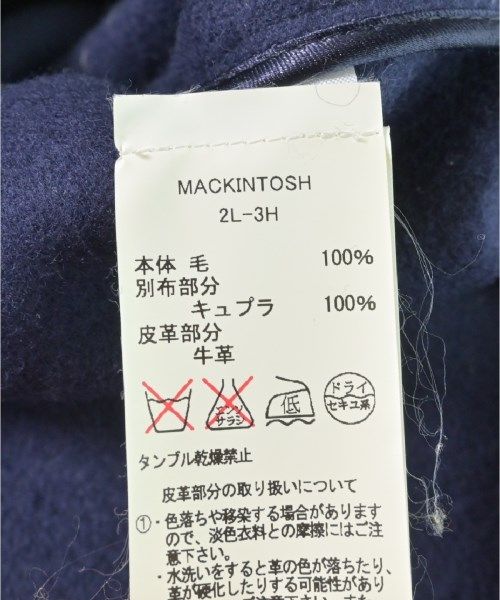 MACKINTOSH
2L-3H
本体 毛 100%
別布部分
キュプラ 100%
皮革部分
牛革
エンソ サラシ 低 ドライ セキユ系
タンブル乾燥禁止
皮革部分の取り扱いについて
①・色落ちや移染する場合があります
ので、淡色衣料との摩擦にはご注
意下さい。
・水洗いをすると革の色が落ちたり、
革が硬化したりする可能性があり